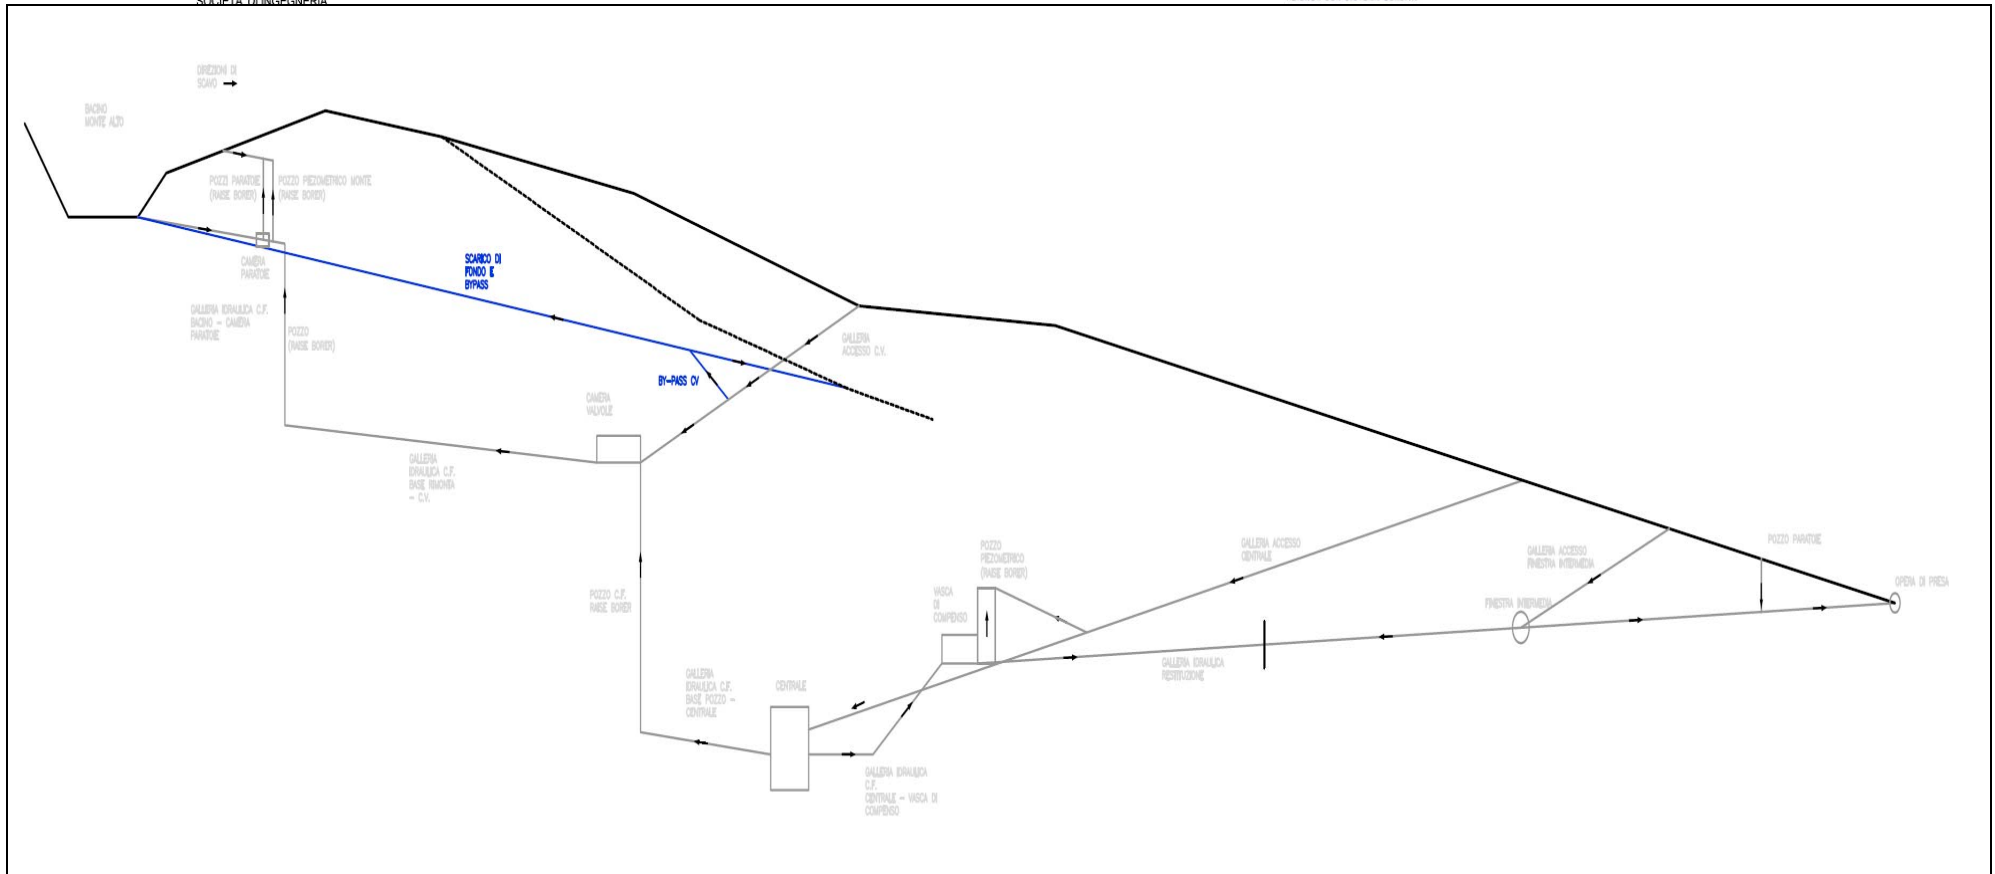 SOCIETÀ DI INGEGNERIA
DIREZIONI DI
SCAVO
BACINO
MONTE ALTO
POZZI PARATOIE
(RAISE BORER)
POZZO PIEZOMETRICO MONTE
(RAISE BORER)
CAMERA
PARATOIE
GALLERIA IDRAULICA C.F.
BACINO - CAMERA
PARATOIE
POZZO
(RAISE BORER)
SCARICO DI
FONDO E
BYPASS
GALLERIA
ACCESSO C.V.
BY-PASS CV
CAMERA
VALVOLE
GALLERIA
IDRAULICA C.F.
BASE RIMONTA
- C.V.
POZZO C.F.
RAISE BORER
GALLERIA
IDRAULICA C.F.
BASE POZZO -
CENTRALE
CENTRALE
GALLERIA IDRAULICA
C.F.
CENTRALE - VASCA DI
COMPENSO
VASCA
DI
COMPENSO
POZZO
PIEZOMETRICO
(RAISE BORER)
GALLERIA IDRAULICA
RESTITUZIONE
GALLERIA ACCESSO
CENTRALE
GALLERIA ACCESSO
FINESTRA INTERMEDIA
FINESTRA INTERMEDIA
POZZO PARATOIE
OPERA DI PRESA